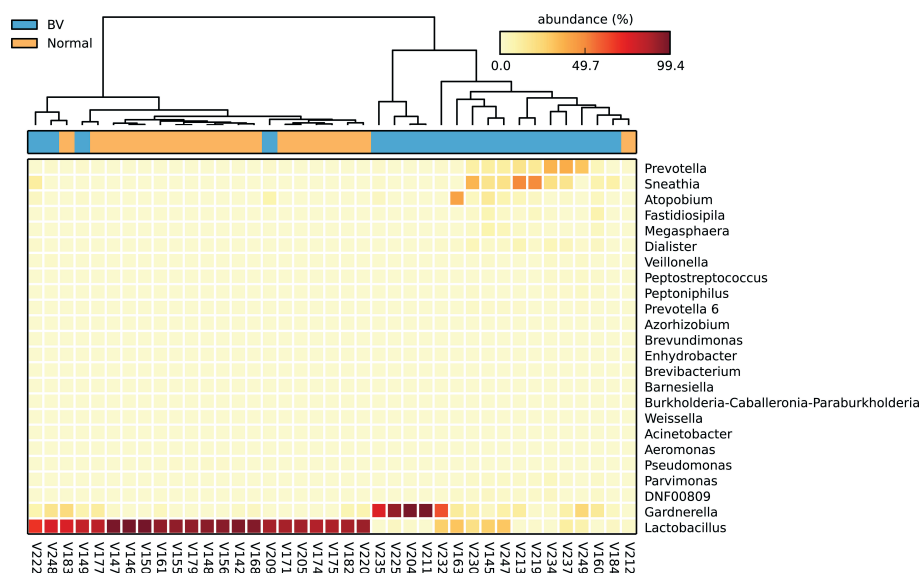 BV
Normal
abundance (%)
0.0 49.7 99.4
Prevotella
Sneathia
Atopobium
Fastidiosipila
Megasphaera
Dialister
Veillonella
Peptostreptococcus
Peptoniphilus
Prevotella 6
Azorhizobium
Brevundimonas
Enhydrobacter
Brevibacterium
Barnesiella
Burkholderia-Caballeronia-Paraburkholderia
Weissella
Acinetobacter
Aeromonas
Pseudomonas
Parvimonas
DNF00809
Gardnerella
Lactobacillus
V222
V248
V183
V149
V177
V147
V146
V150
V161
V155
V179
V148
V156
V142
V168
V209
V171
V205
V174
V175
V182
V220
V235
V225
V204
V211
V232
V163
V230
V145
V247
V213
V219
V234
V237
V249
V160
V184
V212